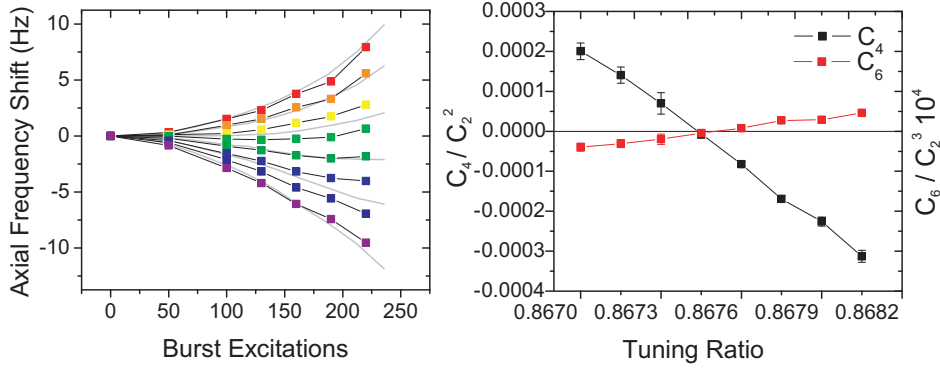 Axial Frequency Shift (Hz)
10
5
0
-5
-10
0 50 100 150 200 250
Burst Excitations
C4 / C2^2
0.0002
0.0001
0.0000
-0.0001
-0.0002
-0.0003
-0.0004
C4
C6
C6 / C2^3 10^4
0.8670 0.8673 0.8676 0.8679 0.8682
Tuning Ratio